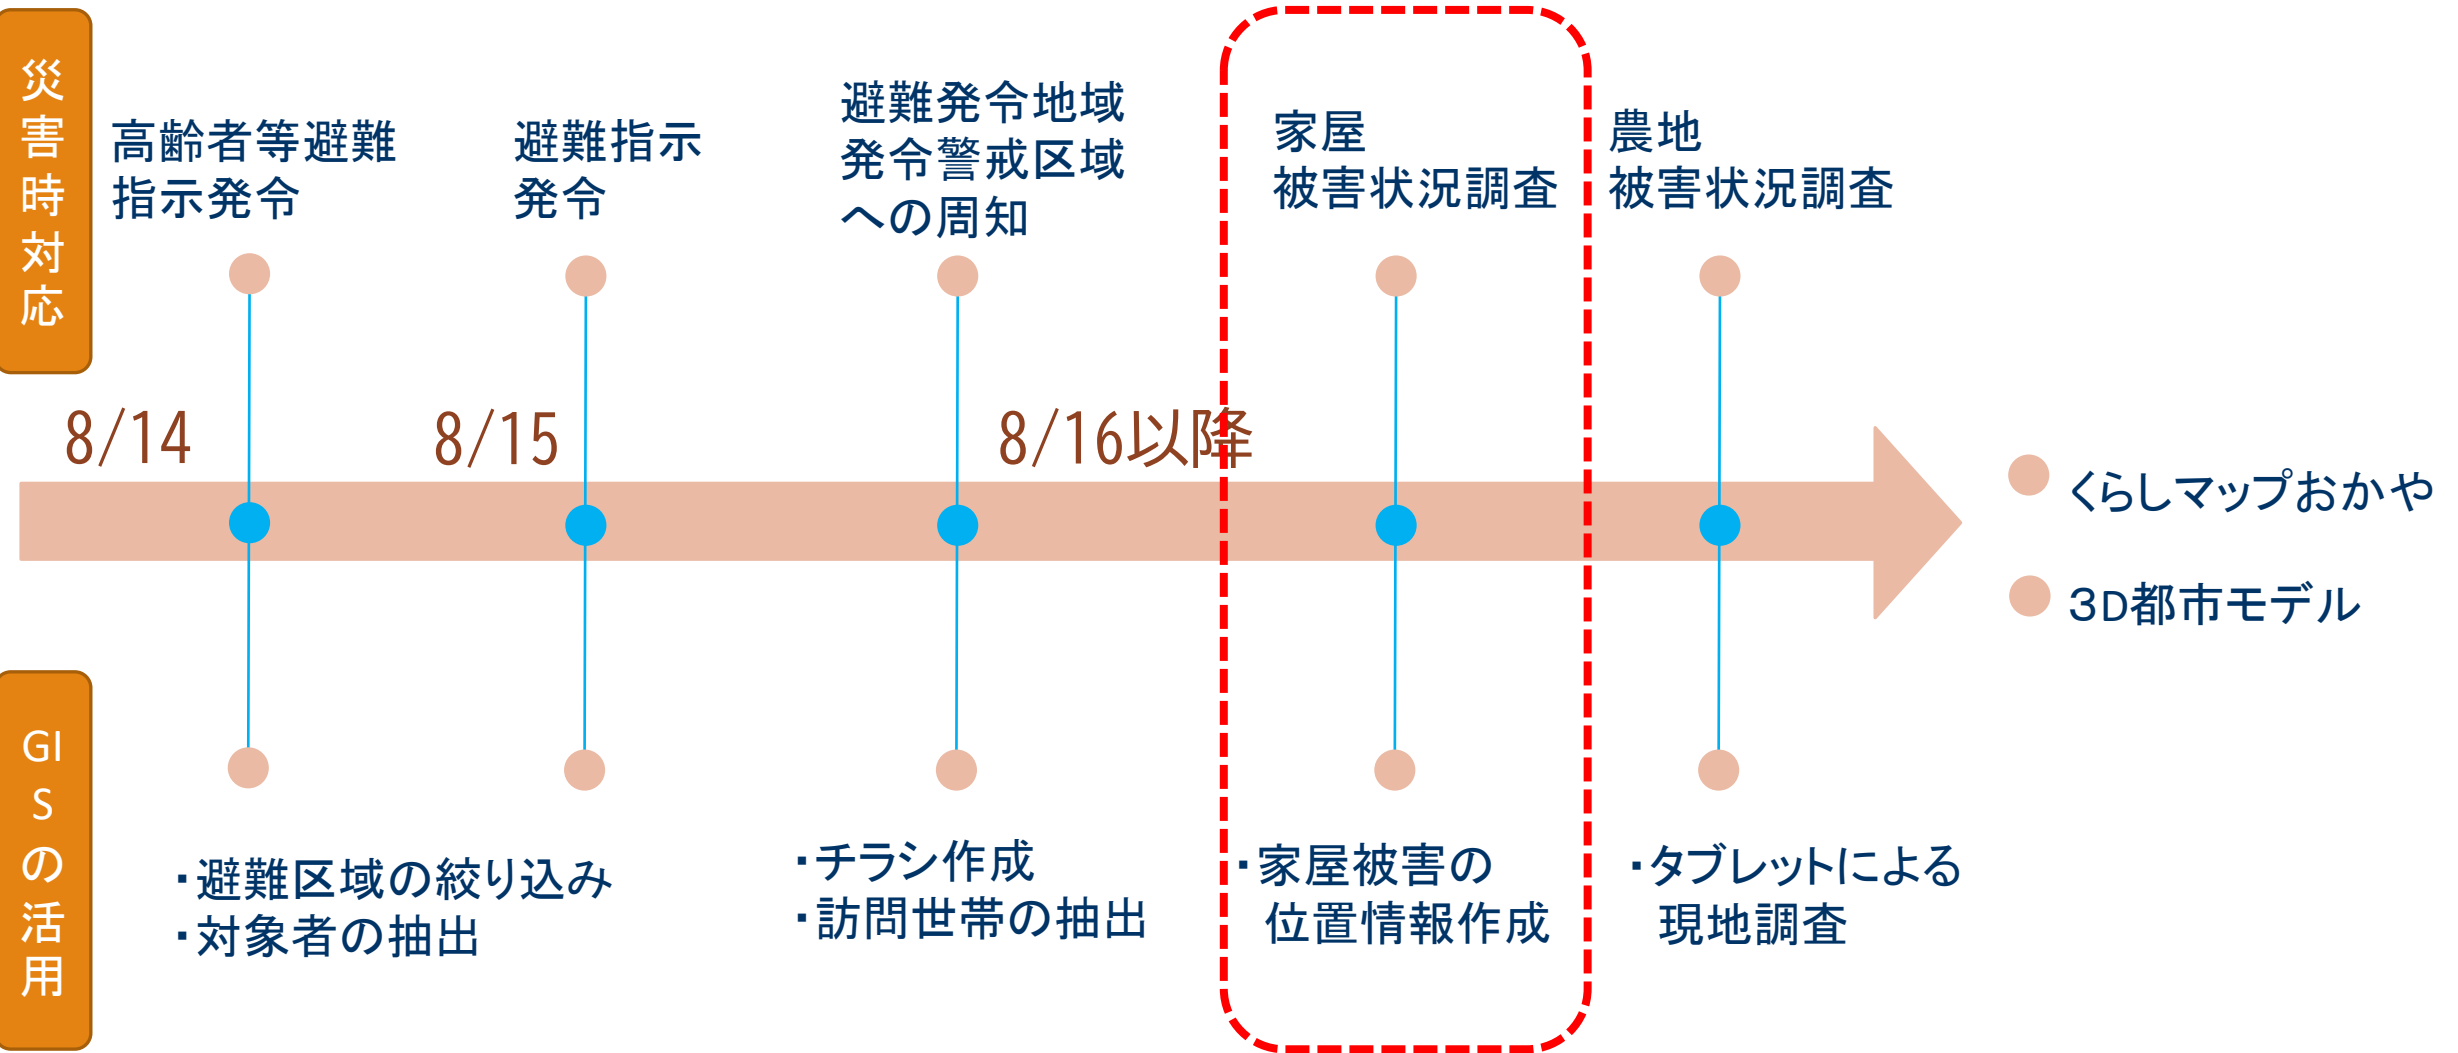 災害時対応
高齢者等避難
指示発令
避難指示
発令
避難発令地域
発令警戒区域
への周知
家屋
被害状況調査
農地
被害状況調査
8/14
8/15
8/16以降
くらしマップおかや
３D都市モデル
GISの活用
・避難区域の絞り込み
・対象者の抽出
・チラシ作成
・訪問世帯の抽出
・家屋被害の
位置情報作成
・タブレットによる
現地調査